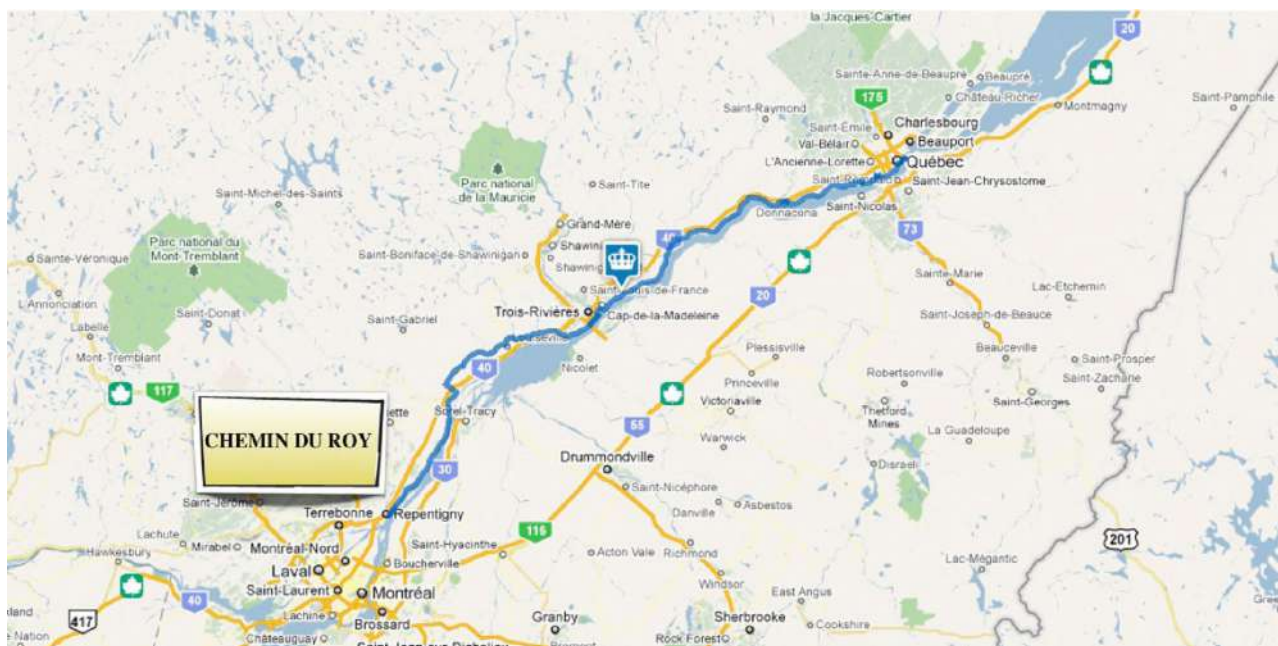 la Jacques-Cartier
20
Sainte-Anne-de-Beaupré
Beaupré
175
Château-Richer
Saint-Pamphile
Montmagny
Saint-Raymond
Charlesbourg
Saint-Émile
Beauport
Val-Bélair
L'Ancienne-Lorette
Québec
Parc national
de la Mauricie
Saint-Tite
Saint-Jean-Chrysostome
Saint-Michel-des-Saints
Saint-Nicolas
Donnacona
Grand-Mère
73
40
Parc national du
Mont-Tremblant
Shawinig
Sainte-Véronique
Saint-Boniface-de-Shawinigan
Shawinig
Sainte-Marie
Lac-Etchemin
L'Annonciation
Saint-Louis-de-France
20
Saint-Donat
Trois-Rivières
Cap-de-la-Madeleine
Saint-Joseph-de-Beauce
Saint-Gabriel
Labelle
Plessisville
Beauceville
Mont-Tremblant
40
Nicolet
Saint-Prosper
Princeville
Robertsonville
Saint-Zacharie
117
Saint-Georges
Victoriaville
Thetford
Mines
Sorel-Tracy
55
La Guadeloupe
CHEMIN DU ROY
Warwick
Drummondville
Disraeli
30
Saint-Nicéphore
Saint-Jérôme
Asbestos
Terrebonne
Repentigny
Danville
116
Lachute
201
Mirabel
Montréal-Nord
Saint-Hyacinthe
Acton Vale
Richmond
Hawkesbury
Boucherville
Lac-Mégantic
Laval
Windsor
Saint-Laurent
Montréal
East Angus
40
417
Lachine
Brossard
Granby
Sherbrooke
Cookshire
Châteauguay
Rock Forest